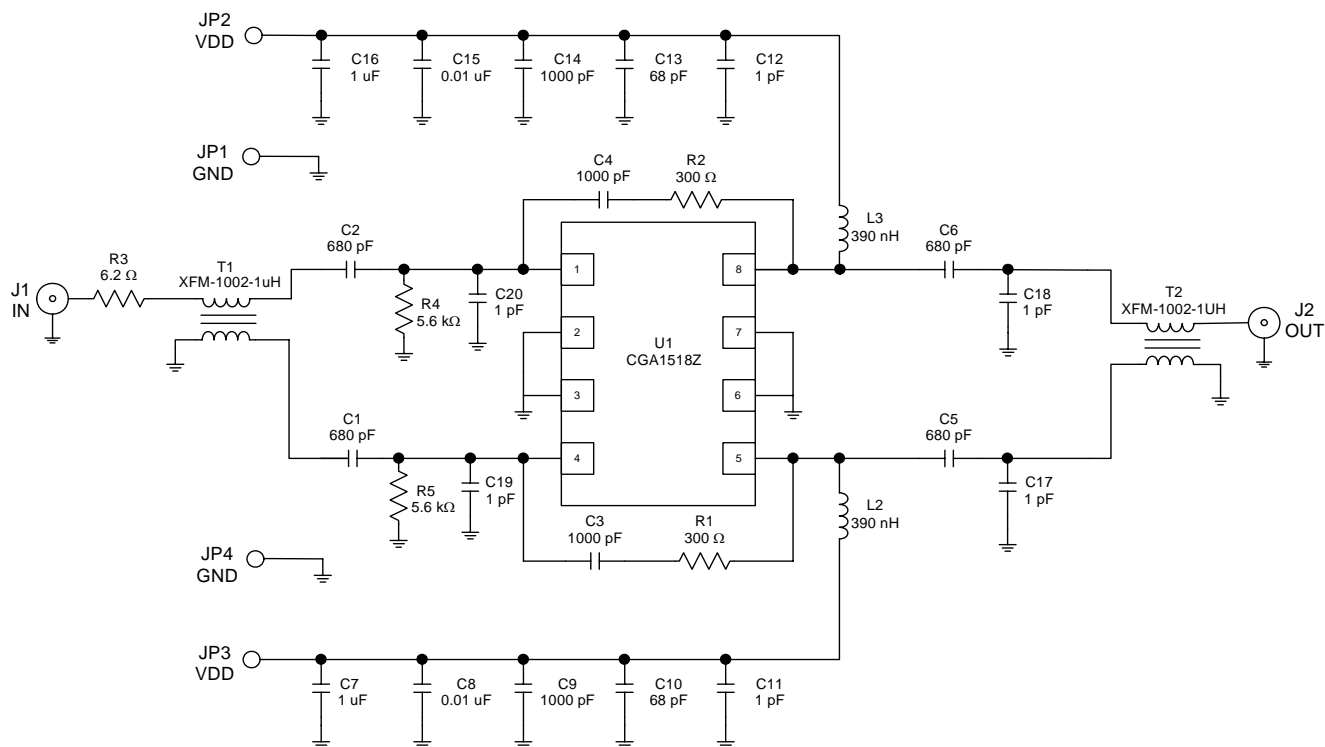 JP2
VDD
C16
1 uF
C15
0.01 uF
C14
1000 pF
C13
68 pF
C12
1 pF
JP1
GND
C4
1000 pF
R2
300 Ω
L3
390 nH
C2
680 pF
C6
680 pF
R3
6.2 Ω
T1
XFM-1002-1uH
J1
IN
R4
5.6 kΩ
C20
1 pF
1
8
C18
1 pF
T2
XFM-1002-1UH
J2
OUT
2
7
U1
CGA1518Z
3
6
C1
680 pF
C5
680 pF
4
5
R5
5.6 kΩ
C19
1 pF
C17
1 pF
L2
390 nH
C3
1000 pF
R1
300 Ω
JP4
GND
JP3
VDD
C7
1 uF
C8
0.01 uF
C9
1000 pF
C10
68 pF
C11
1 pF